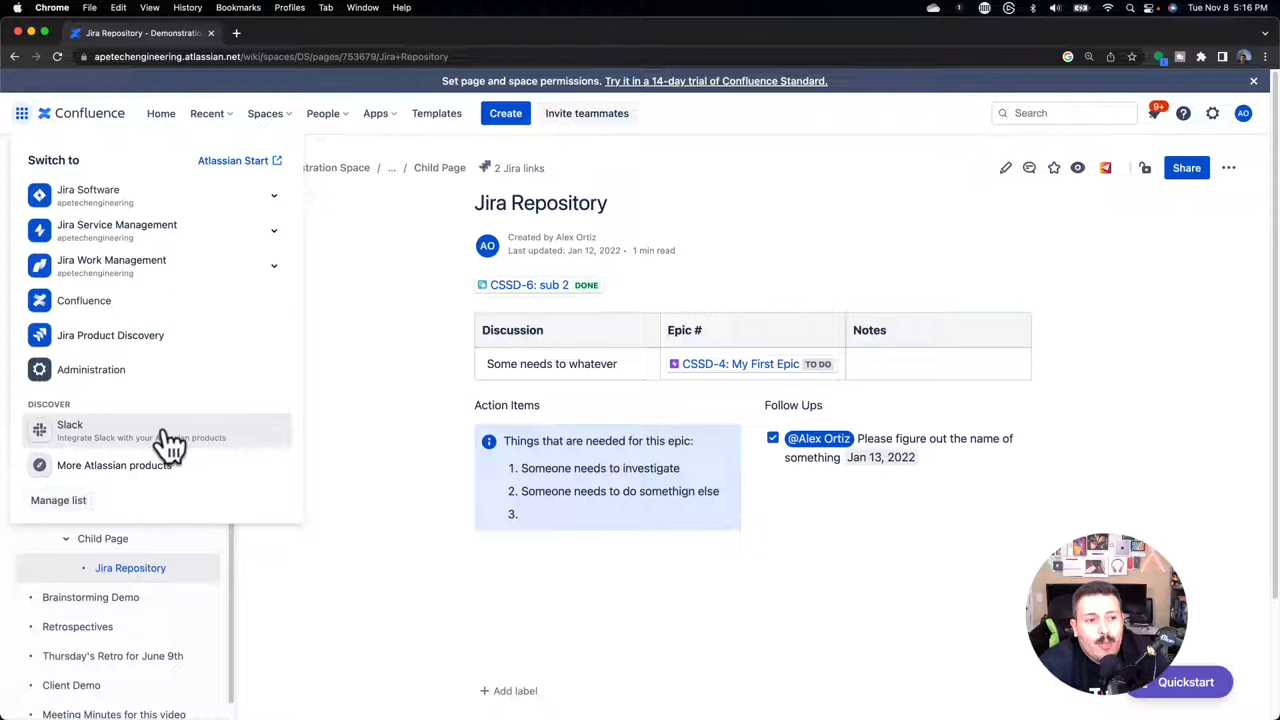 Chrome File Edit View History Bookmarks Profiles Tab Window Help
Tue Nov 8 5:16 PM
Jira Repository - Demonstratio
apetechengineering.atlassian.net/wiki/spaces/DS/pages/753679/Jira+Repository
Set page and space permissions. Try it in a 14-day trial of Confluence Standard.
Confluence Home Recent Spaces People Apps Templates Create Invite teammates Search 9+ AO
Switch to Atlassian Start
Jira Software
apetechengineering
Jira Service Management
apetechengineering
Jira Work Management
apetechengineering
Confluence
Jira Product Discovery
Administration
DISCOVER
Slack
Integrate Slack with your Atlassian products
More Atlassian products
Manage list
Child Page
Jira Repository
Brainstorming Demo
Retrospectives
Thursday's Retro for June 9th
Client Demo
Meeting Minutes for this video
stration Space / ... / Child Page 2 Jira links
Share
Jira Repository
AO
Created by Alex Ortiz
Last updated: Jan 12, 2022 • 1 min read
CSSD-6: sub 2 DONE
Discussion Epic # Notes
Some needs to whatever CSSD-4: My First Epic TO DO
Action Items
Things that are needed for this epic:
1. Someone needs to investigate
2. Someone needs to do somethign else
3.
Follow Ups
@Alex Ortiz Please figure out the name of
something Jan 13, 2022
Add label
Quickstart